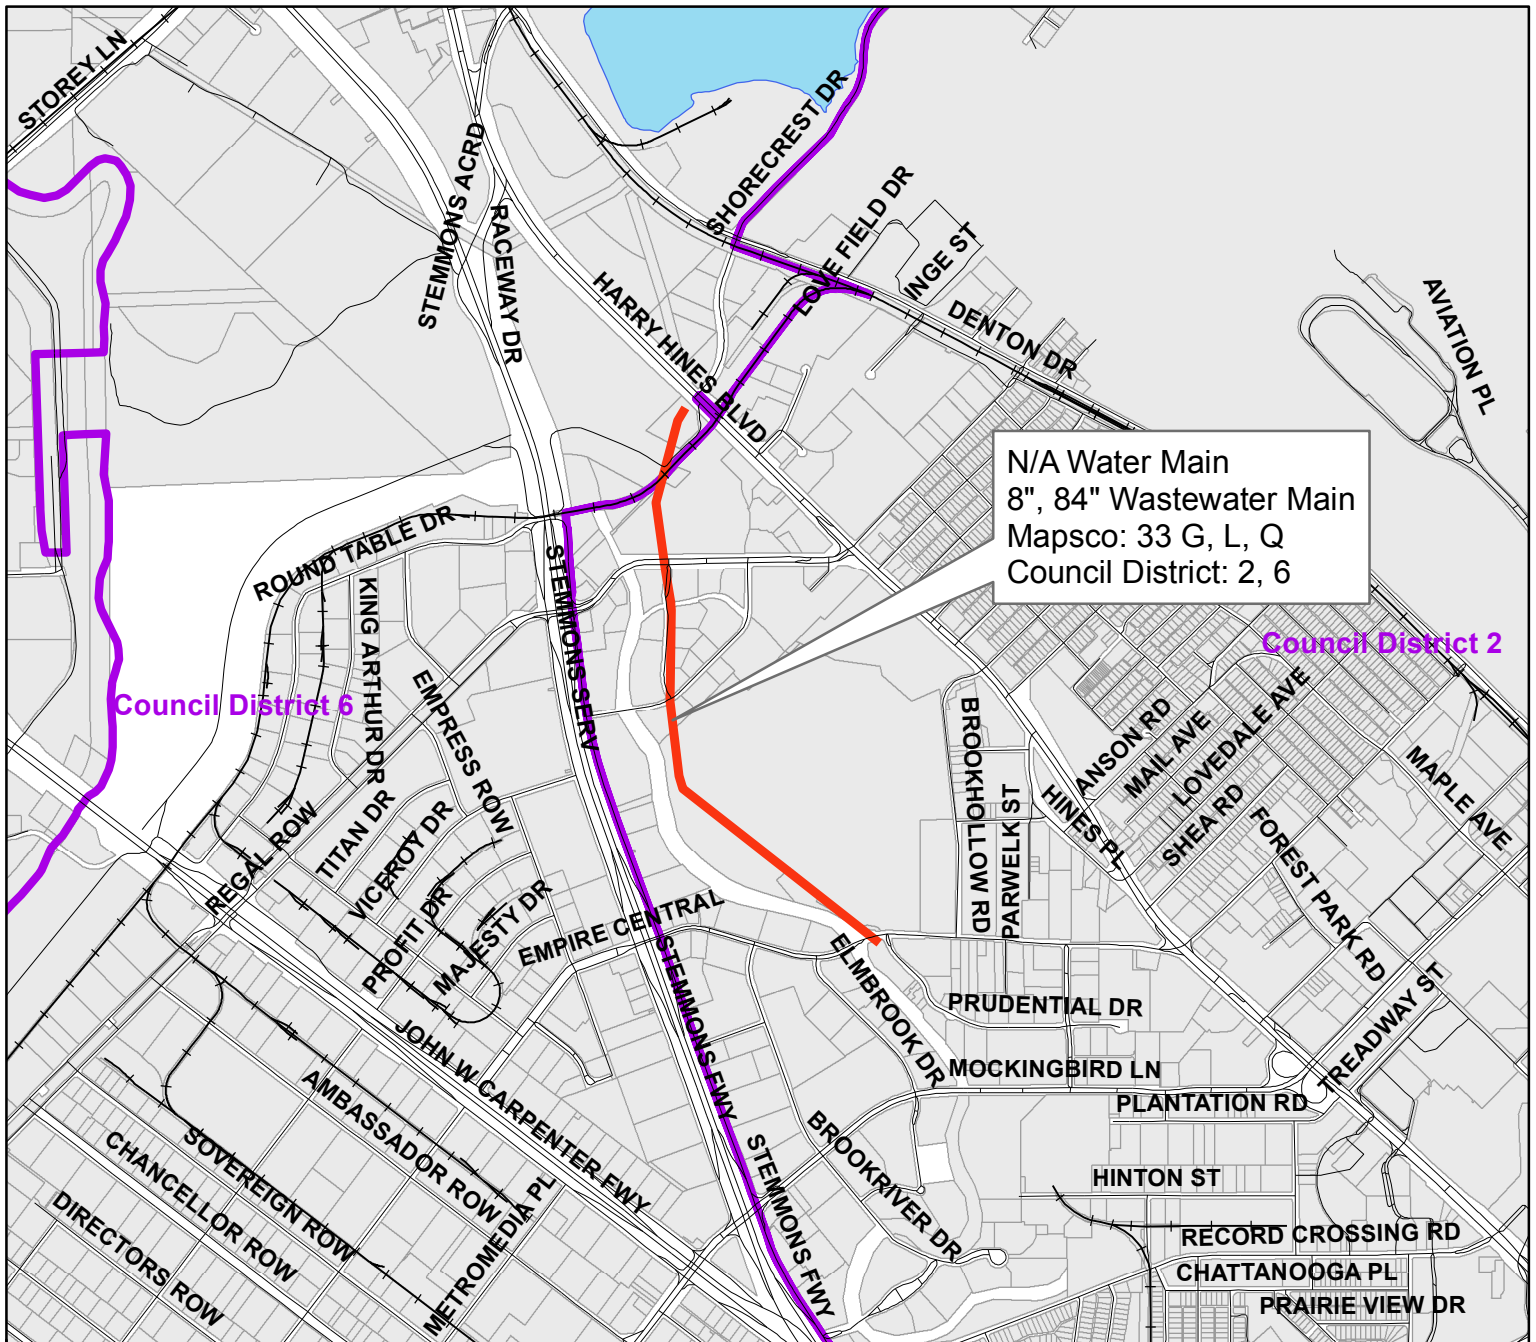 STOREY LN
STEMMONS ACRD
RACEWAY DR
SHORECREST DR
LOVE FIELD DR
INGE ST
HARRY HINES BLVD
DENTON DR
AVIATION PL
N/A Water Main
8", 84" Wastewater Main
Mapsco: 33 G, L, Q
Council District: 2, 6
ROUND TABLE DR
KING ARTHUR DR
STEMMONS SERV
Council District 2
Council District 6
EMPRESS ROW
BROOKHOLLOW RD
PARWELK ST
HINES PL
ANSON RD
MAIL AVE
LOVEDALE AVE
SHEA RD
FOREST PARK RD
MAPLE AVE
REGAL ROW
TITAN DR
VICEROY DR
PROFIT DR
MAJESTY DR
EMPIRE CENTRAL
STEMMONS FWY
ELMBROOK DR
PRUDENTIAL DR
TREADWAY ST
MOCKINGBIRD LN
PLANTATION RD
JOHN W CARPENTER FWY
AMBASSADOR ROW
SOVEREIGN ROW
CHANCELLOR ROW
DIRECTORS ROW
METROMEDIA PL
STEMMONS FWY
BROOKRIVER DR
HINTON ST
RECORD CROSSING RD
CHATTANOOGA PL
PRAIRIE VIEW DR